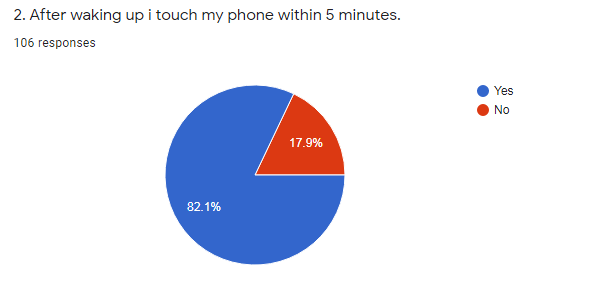 2. After waking up i touch my phone within 5 minutes.
106 responses
Yes
No
17.9%
82.1%